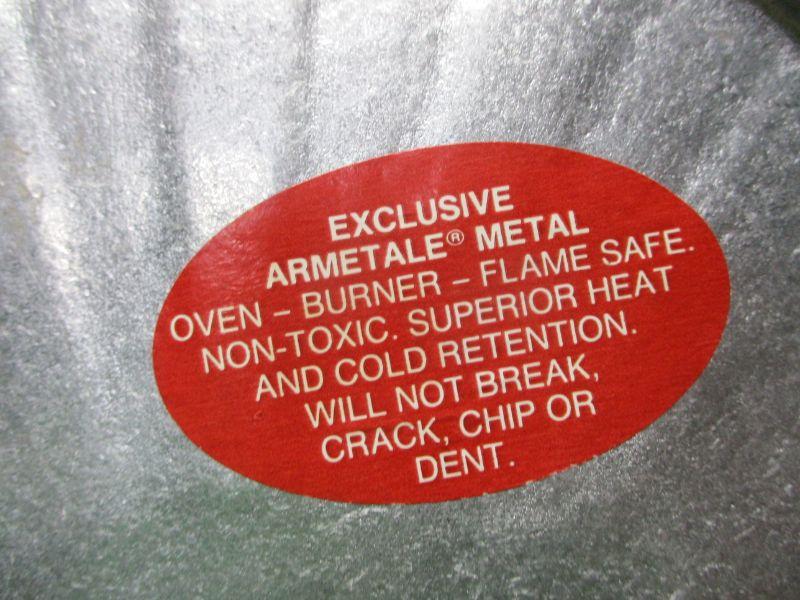 EXCLUSIVE
ARMETALE® METAL
OVEN – BURNER – FLAME SAFE.
NON-TOXIC. SUPERIOR HEAT
AND COLD RETENTION.
WILL NOT BREAK,
CRACK, CHIP OR
DENT.